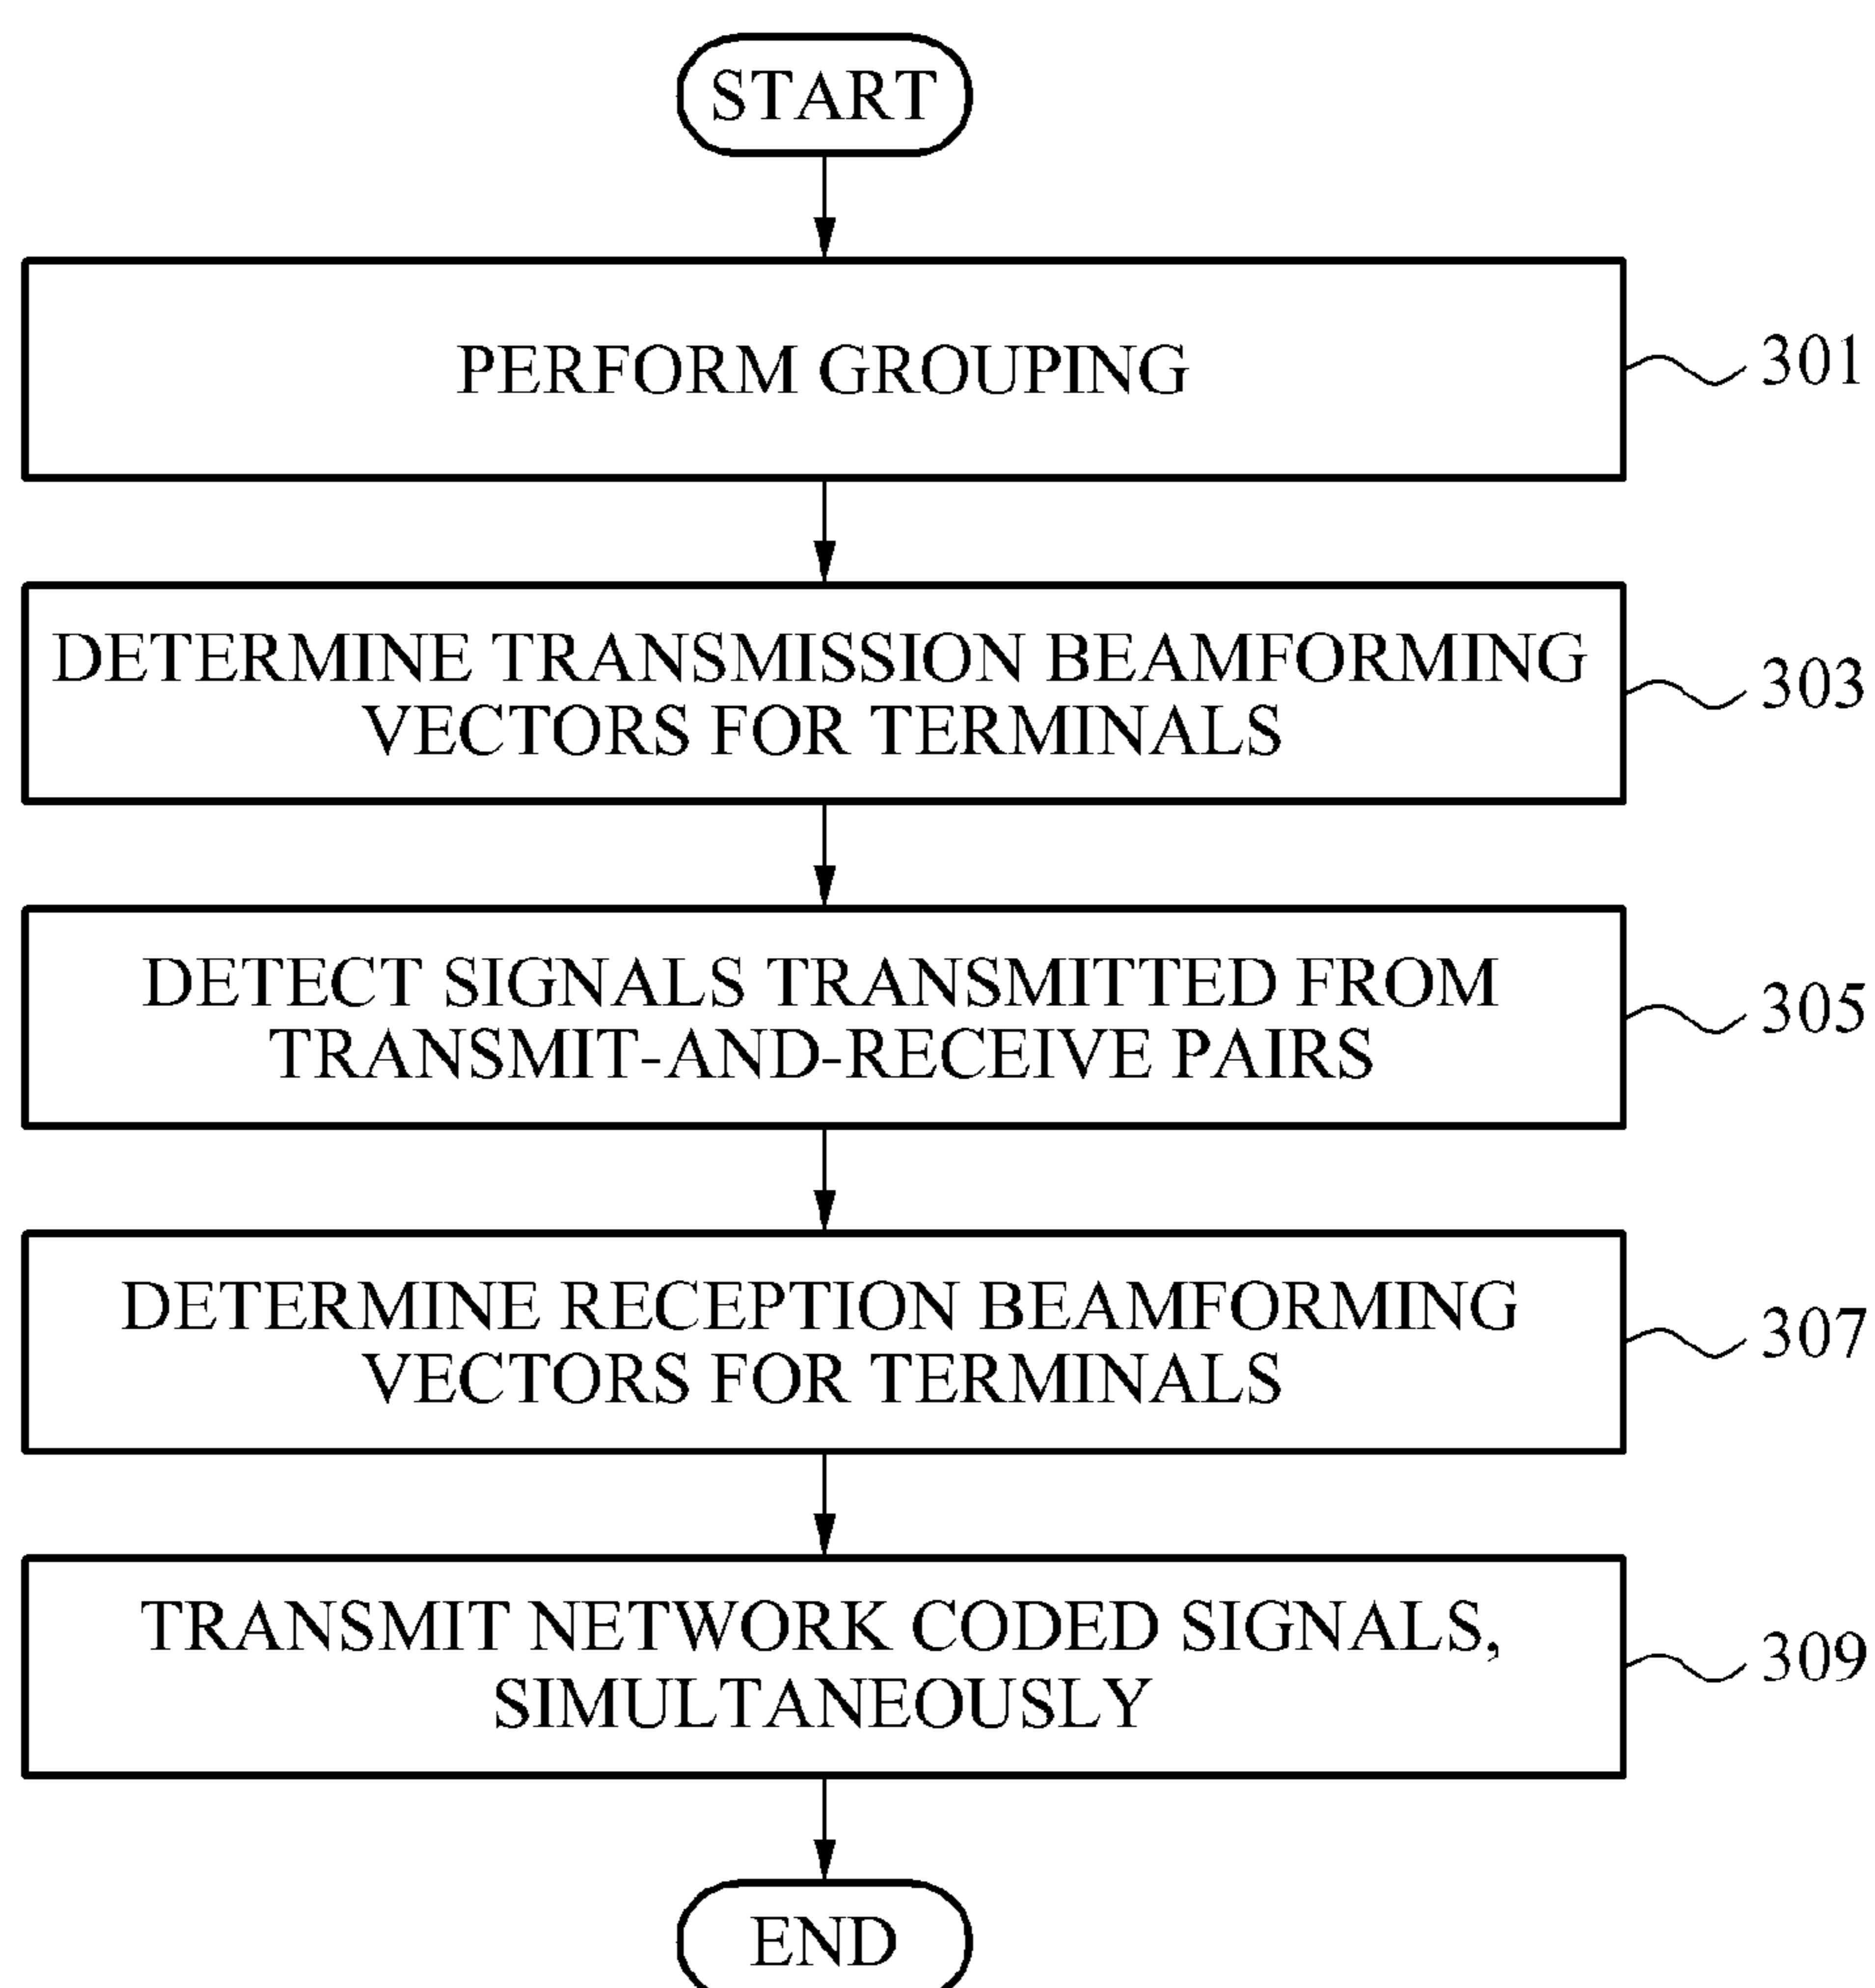 START
PERFORM GROUPING
301
DETERMINE TRANSMISSION BEAMFORMING
VECTORS FOR TERMINALS
303
DETECT SIGNALS TRANSMITTED FROM
TRANSMIT-AND-RECEIVE PAIRS
305
DETERMINE RECEPTION BEAMFORMING
VECTORS FOR TERMINALS
307
TRANSMIT NETWORK CODED SIGNALS,
SIMULTANEOUSLY
309
END